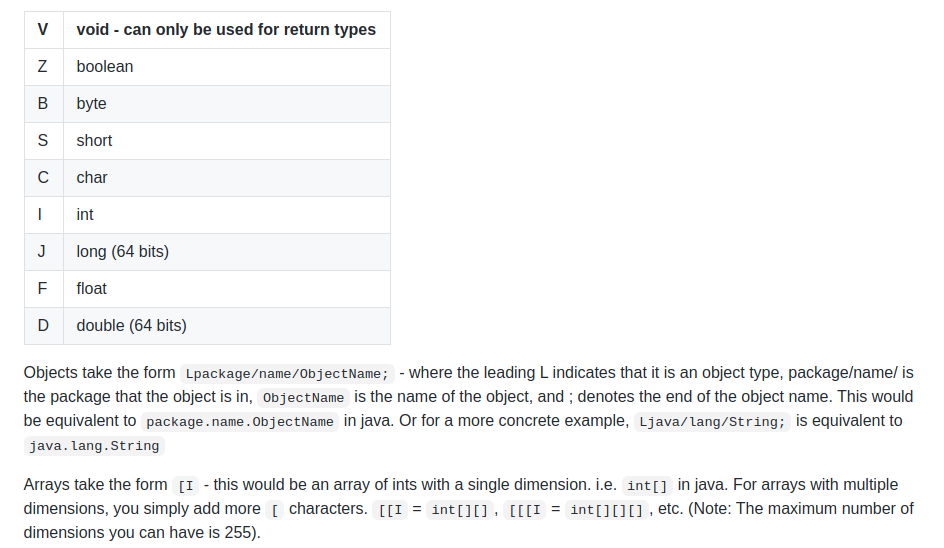 V void - can only be used for return types
Z boolean
B byte
S short
C char
I int
J long (64 bits)
F float
D double (64 bits)
Objects take the form Lpackage/name/ObjectName; - where the leading L indicates that it is an object type, package/name/ is
the package that the object is in, ObjectName is the name of the object, and ; denotes the end of the object name. This would
be equivalent to package.name.ObjectName in java. Or for a more concrete example, Ljava/lang/String; is equivalent to
java.lang.String
Arrays take the form [I - this would be an array of ints with a single dimension. i.e. int[] in java. For arrays with multiple
dimensions, you simply add more [ characters. [[I = int[][] , [[[I = int[][][] , etc. (Note: The maximum number of
dimensions you can have is 255).